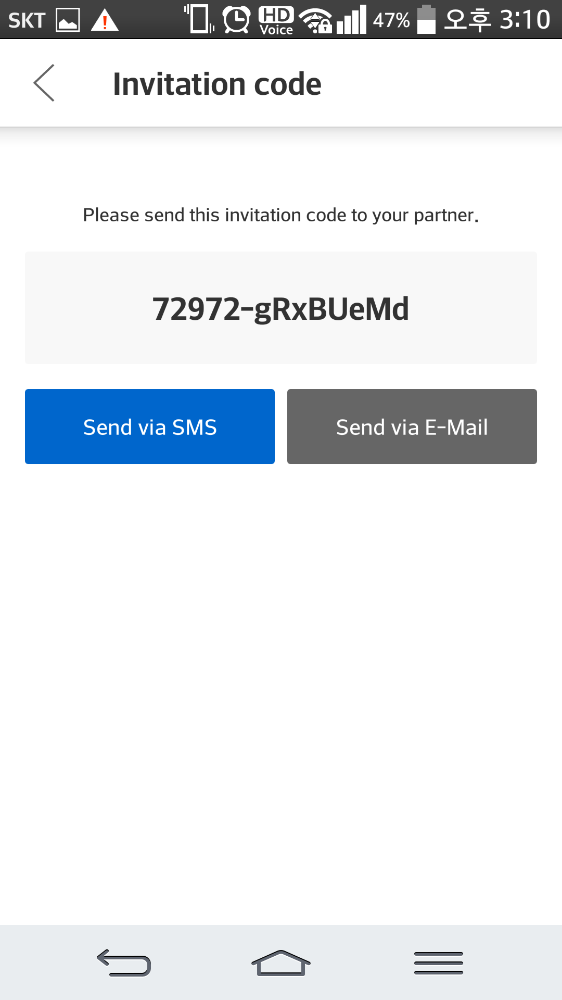 SKT HD Voice 47% 오후 3:10
Invitation code
Please send this invitation code to your partner.
72972-gRxBUeMd
Send via SMS Send via E-Mail